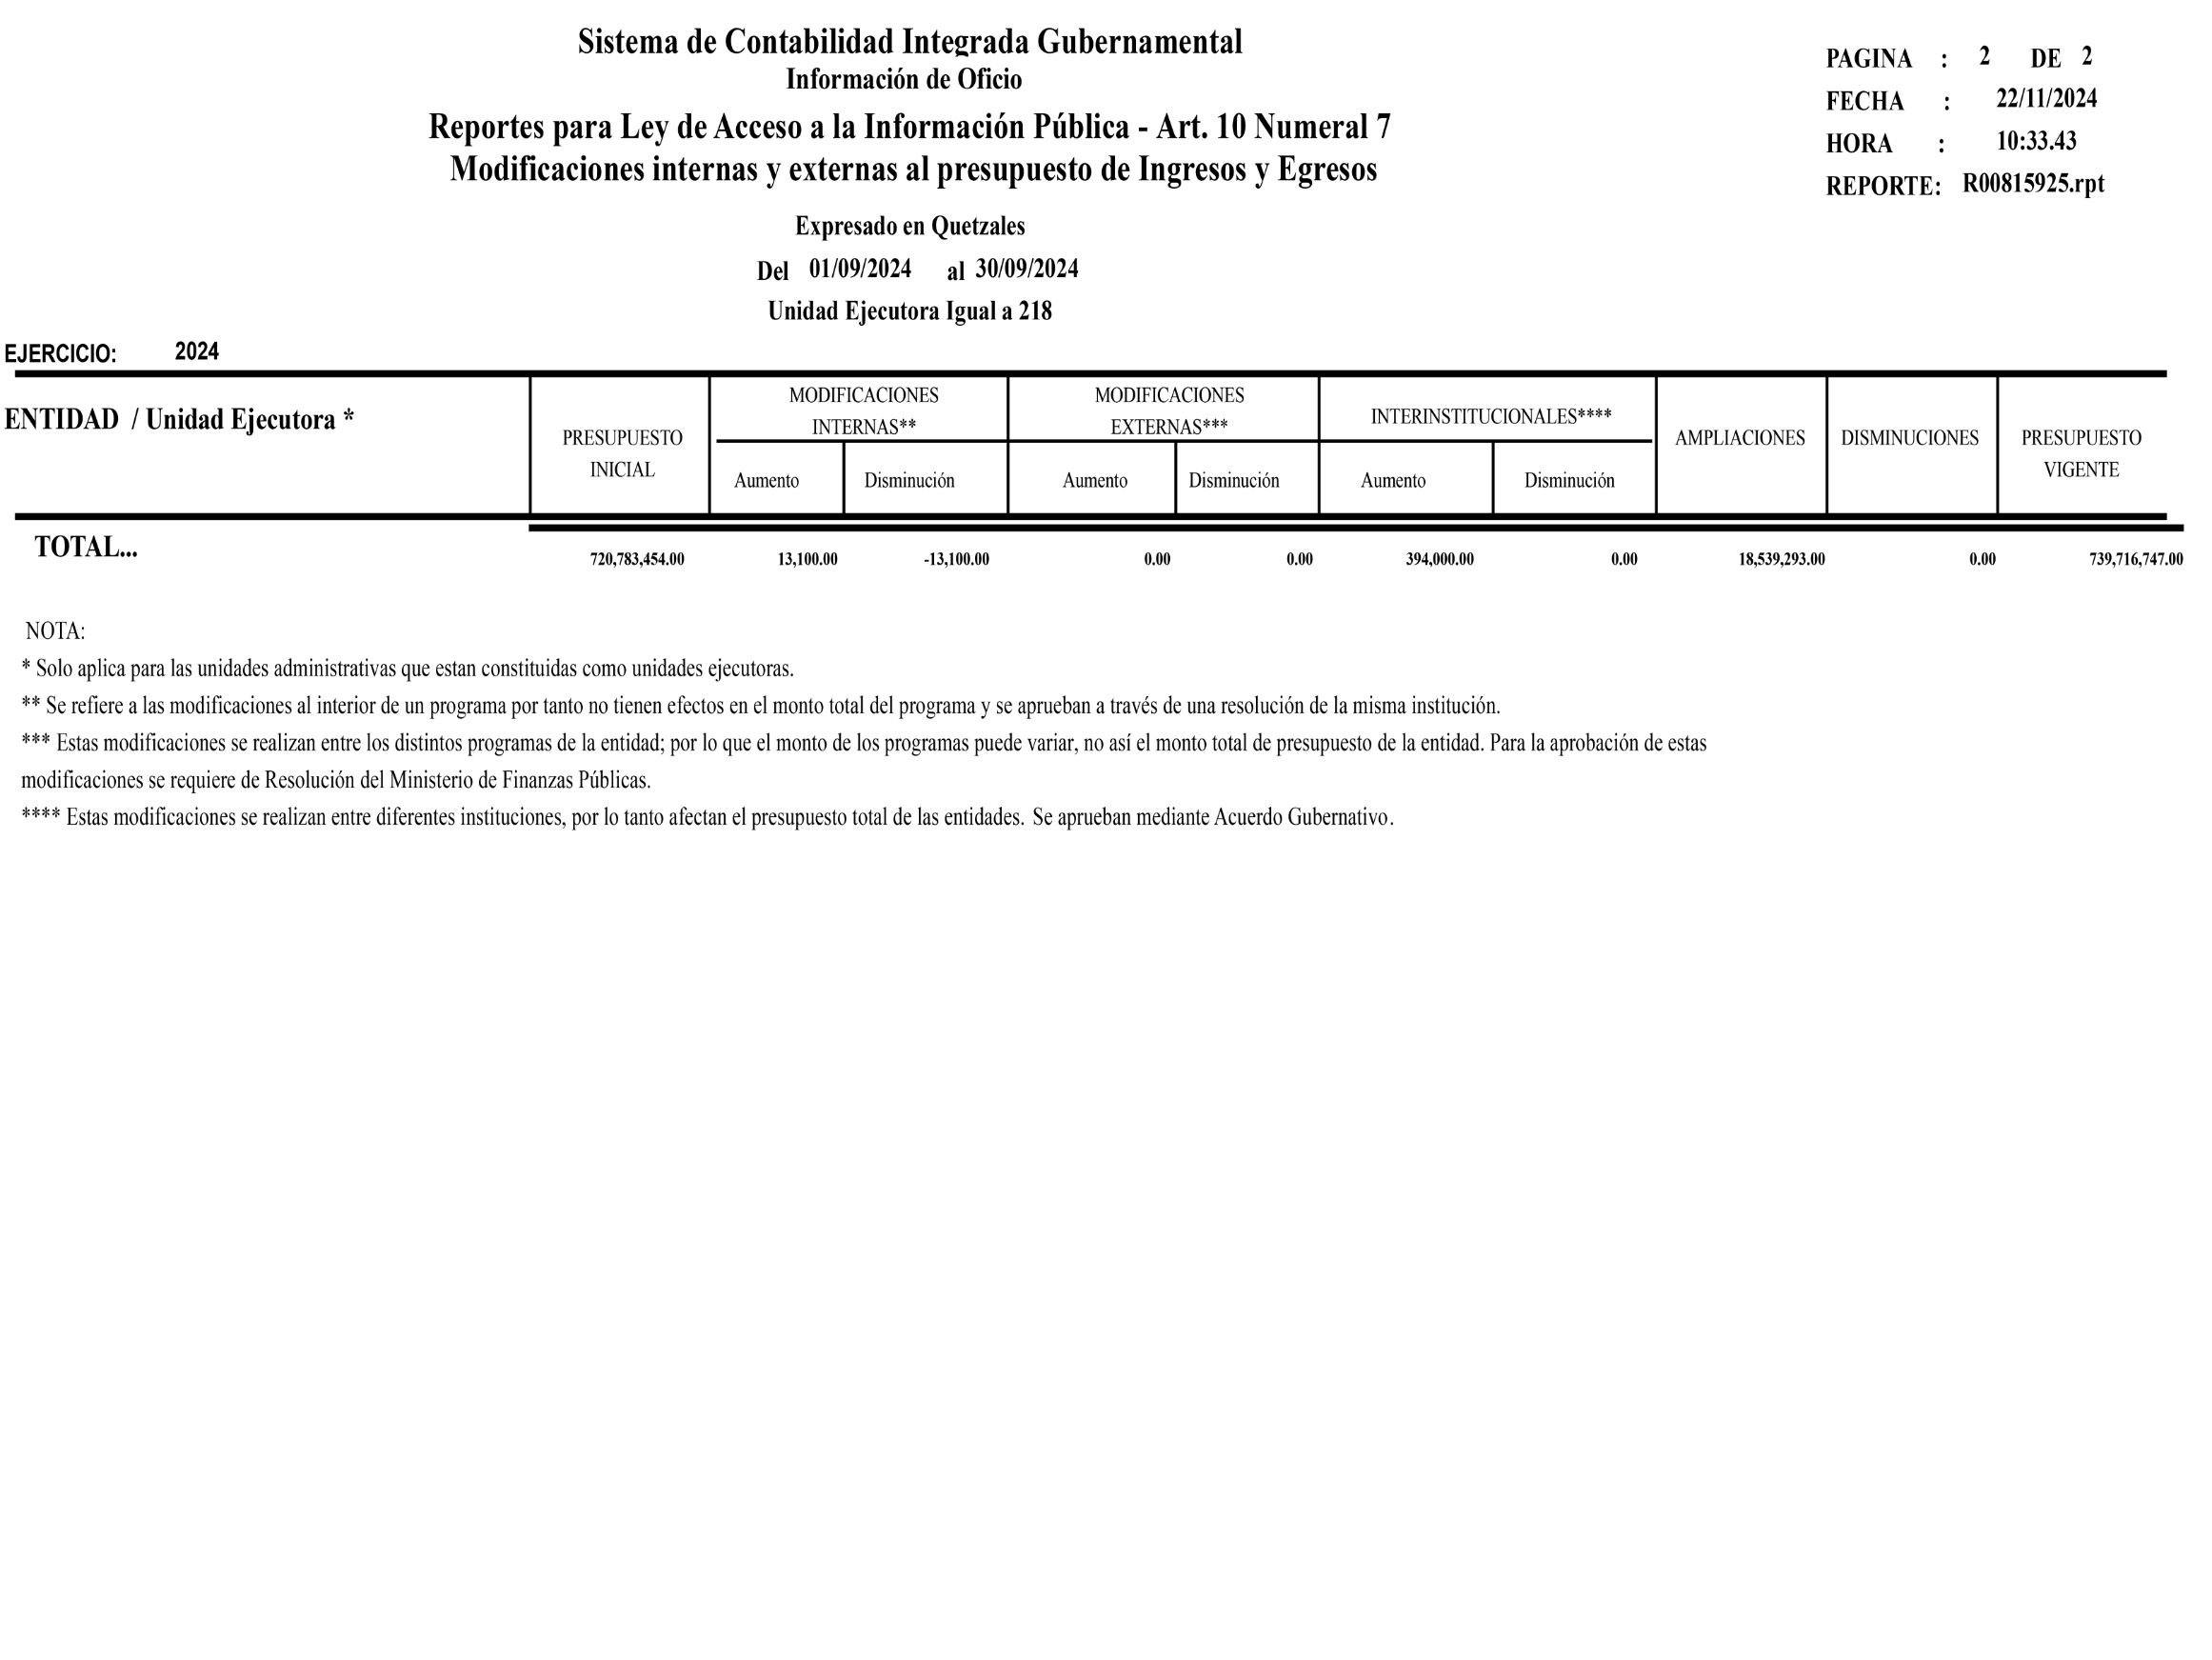 Sistema de Contabilidad Integrada Gubernamental
Información de Oficio
Reportes para Ley de Acceso a la Información Pública - Art. 10 Numeral 7
Modificaciones internas y externas al presupuesto de Ingresos y Egresos
Expresado en Quetzales
Del 01/09/2024 al 30/09/2024
Unidad Ejecutora Igual a 218
PAGINA : 2 DE 2
FECHA : 22/11/2024
HORA : 10:33.43
REPORTE: R00815925.rpt
EJERCICIO: 2024
ENTIDAD / Unidad Ejecutora *
PRESUPUESTO
INICIAL
MODIFICACIONES
INTERNAS**
Aumento Disminución
MODIFICACIONES
EXTERNAS***
Aumento Disminución
INTERINSTITUCIONALES****
Aumento Disminución
AMPLIACIONES
DISMINUCIONES
PRESUPUESTO
VIGENTE
TOTAL... 720,783,454.00 13,100.00 -13,100.00 0.00 0.00 394,000.00 0.00 18,539,293.00 0.00 739,716,747.00
NOTA:
* Solo aplica para las unidades administrativas que estan constituidas como unidades ejecutoras.
** Se refiere a las modificaciones al interior de un programa por tanto no tienen efectos en el monto total del programa y se aprueban a través de una resolución de la misma institución.
*** Estas modificaciones se realizan entre los distintos programas de la entidad; por lo que el monto de los programas puede variar, no así el monto total de presupuesto de la entidad. Para la aprobación de estas
modificaciones se requiere de Resolución del Ministerio de Finanzas Públicas.
**** Estas modificaciones se realizan entre diferentes instituciones, por lo tanto afectan el presupuesto total de las entidades. Se aprueban mediante Acuerdo Gubernativo.